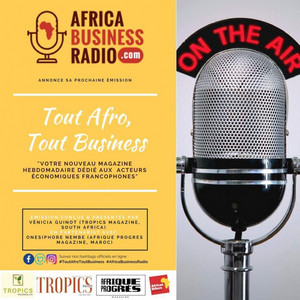 AFRICA
BUSINESS
RADIO
.com
ON THE AIR
ANNONCE SA PROCHAINE ÉMISSION
Tout Afro,
Tout Business
"VOTRE NOUVEAU MAGAZINE
HEBDOMADAIRE DÉDIÉ AUX ACTEURS
ÉCONOMIQUES FRANCOPHONES"
VÉNICIA GUINOT (TROPICS MAGAZINE,
SOUTH AFRICA)
ONESIPHORE NEMBE (AFRIQUE PROGRES
MAGAZINE, MAROC)
Suivez nos hashtags officiels en ligne :
#ToutAfroToutBusiness #AfricaBusinessRadio
TROPICS
TROPICS
AFRIQUE
PROGRÈS
MAGAZINE